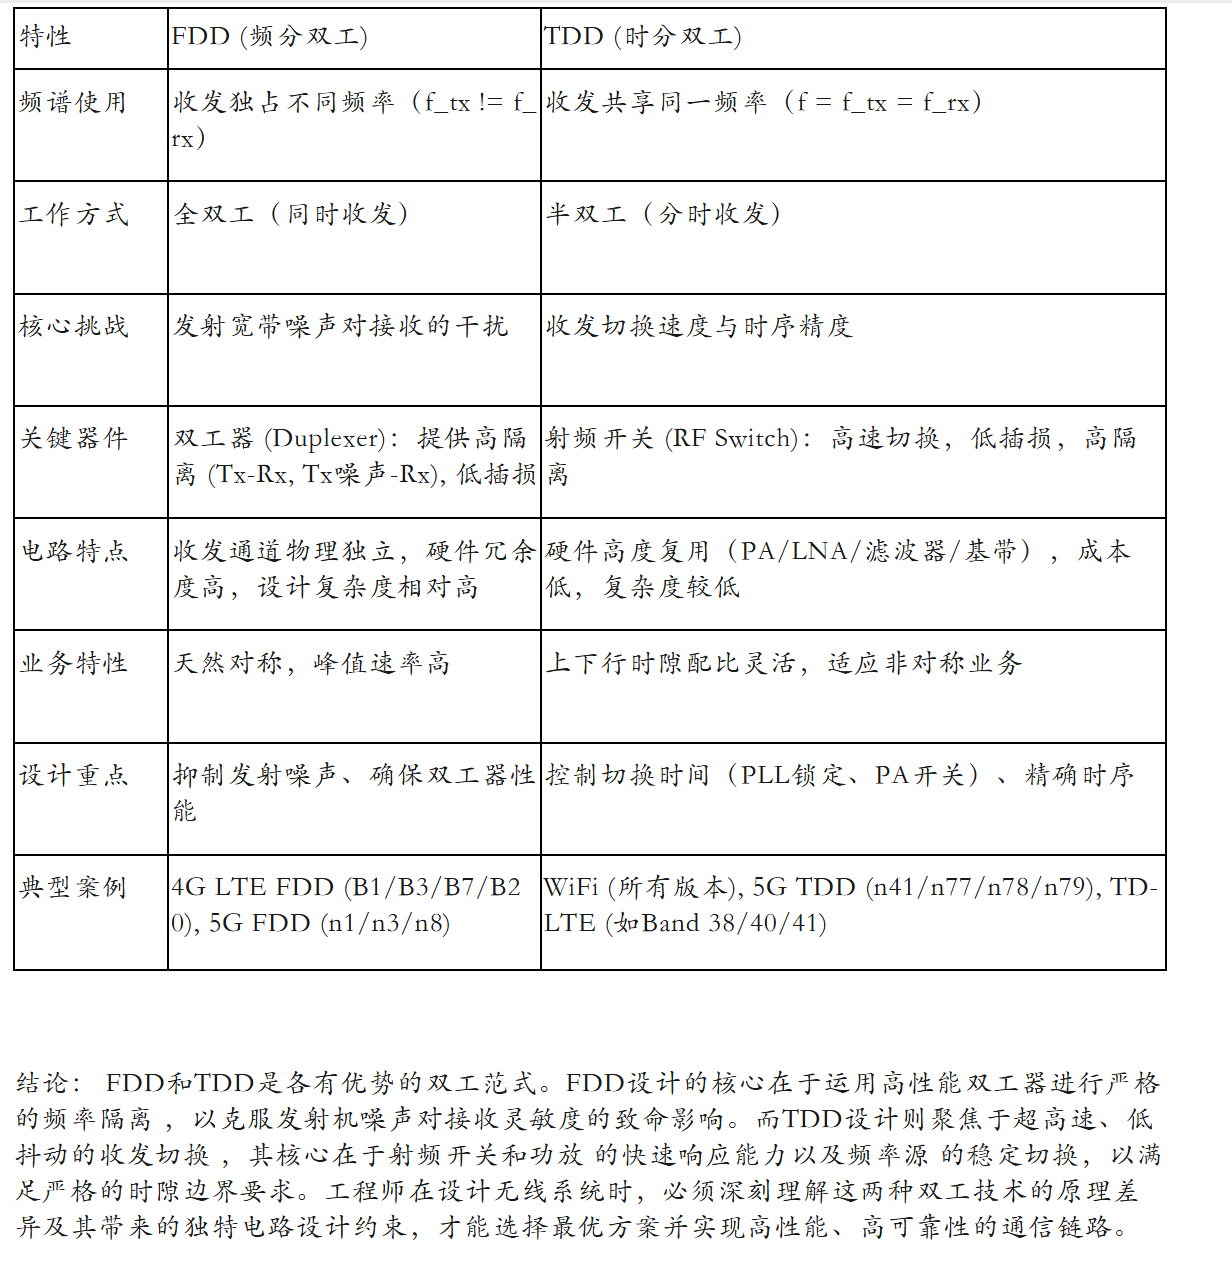 特性
FDD (频分双工)
TDD (时分双工)
频谱使用
收发独占不同频率（f_tx != f_
rx）
收发共享同一频率（f = f_tx = f_rx）
工作方式
全双工（同时收发）
半双工（分时收发）
核心挑战
发射宽带噪声对接收的干扰
收发切换速度与时序精度
关键器件
双工器 (Duplexer)：提供高隔
离 (Tx-Rx, Tx噪声-Rx), 低插损
射频开关 (RF Switch)：高速切换，低插损，高隔
离
电路特点
收发通道物理独立，硬件冗余
度高，设计复杂度相对高
硬件高度复用（PA/LNA/滤波器/基带），成本
低，复杂度较低
业务特性
天然对称，峰值速率高
上下行时隙配比灵活，适应非对称业务
设计重点
抑制发射噪声、确保双工器性
能
控制切换时间（PLL锁定、PA开关）、精确时序
典型案例
4G LTE FDD (B1/B3/B7/B2
0), 5G FDD (n1/n3/n8)
WiFi (所有版本), 5G TDD (n41/n77/n78/n79), TD-
LTE (如Band 38/40/41)
结论： FDD和TDD是各有优势的双工范式。FDD设计的核心在于运用高性能双工器进行严格
的频率隔离 ，以克服发射机噪声对接收灵敏度的致命影响。而TDD设计则聚焦于超高速、低
抖动的收发切换 ，其核心在于射频开关和功放 的快速响应能力以及频率源 的稳定切换，以满
足严格的时隙边界要求。工程师在设计无线系统时，必须深刻理解这两种双工技术的原理差
异及其带来的独特电路设计约束，才能选择最优方案并实现高性能、高可靠性的通信链路。